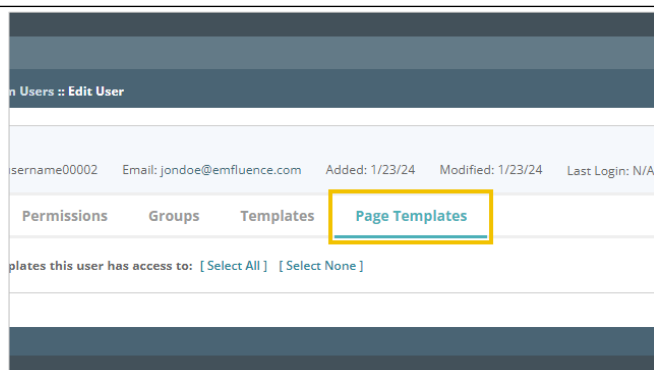 n Users :: Edit User
sername00002 Email: jondoe@emfluence.com Added: 1/23/24 Modified: 1/23/24 Last Login: N/A
Permissions Groups Templates Page Templates
plates this user has access to: [ Select All ] [ Select None ]